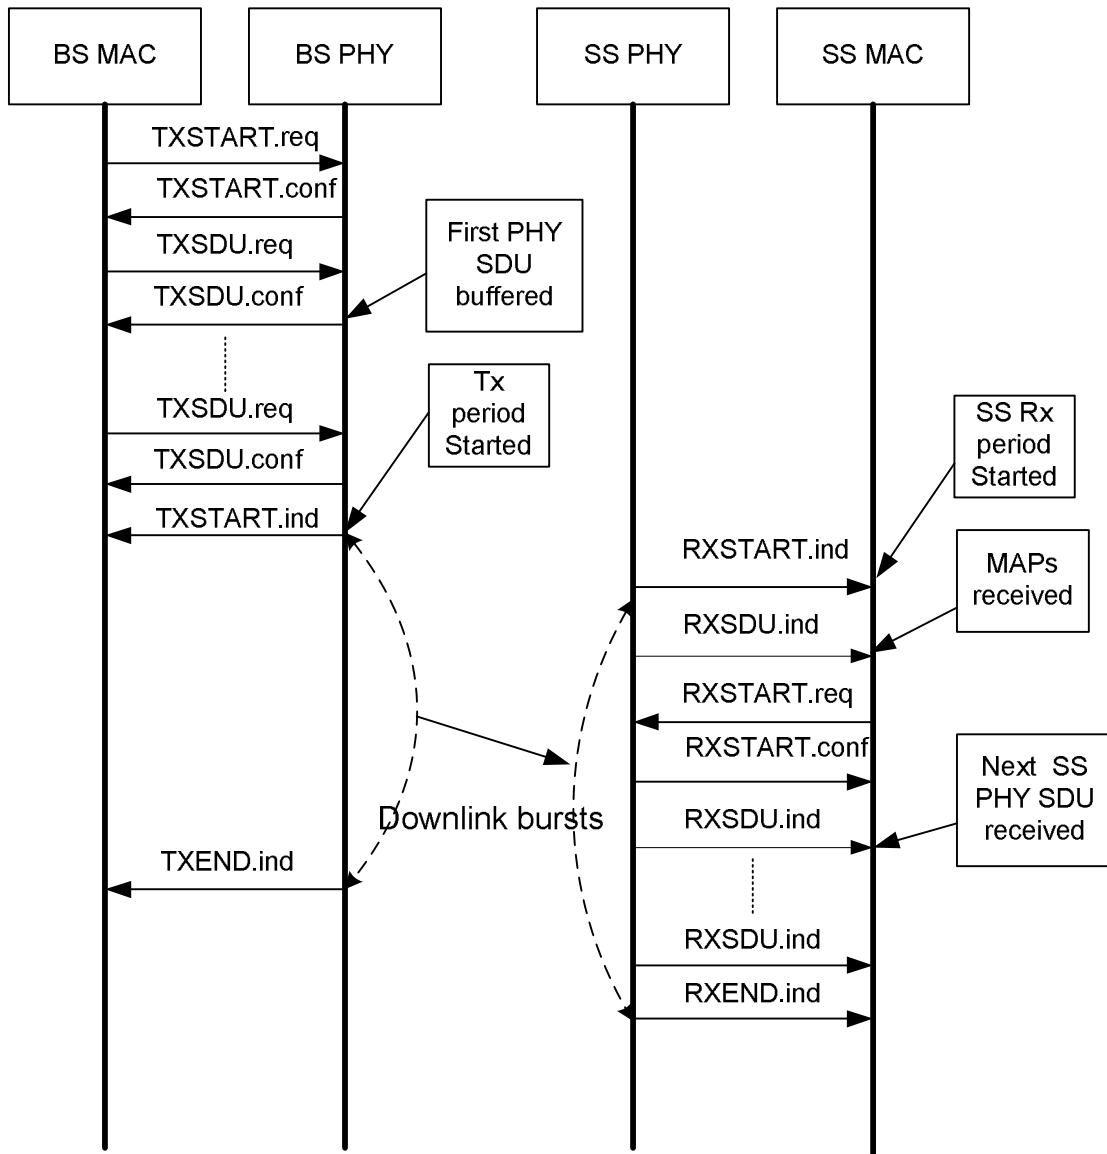 BS MAC
BS PHY
SS PHY
SS MAC
TXSTART.req
TXSTART.conf
TXSDU.req
TXSDU.conf
First PHY
SDU
buffered
TXSDU.req
TXSDU.conf
TXSTART.ind
Tx
period
Started
SS Rx
period
Started
RXSTART.ind
MAPs
received
RXSDU.ind
RXSTART.req
RXSTART.conf
Next SS
PHY SDU
received
Downlink bursts
RXSDU.ind
TXEND.ind
RXSDU.ind
RXEND.ind